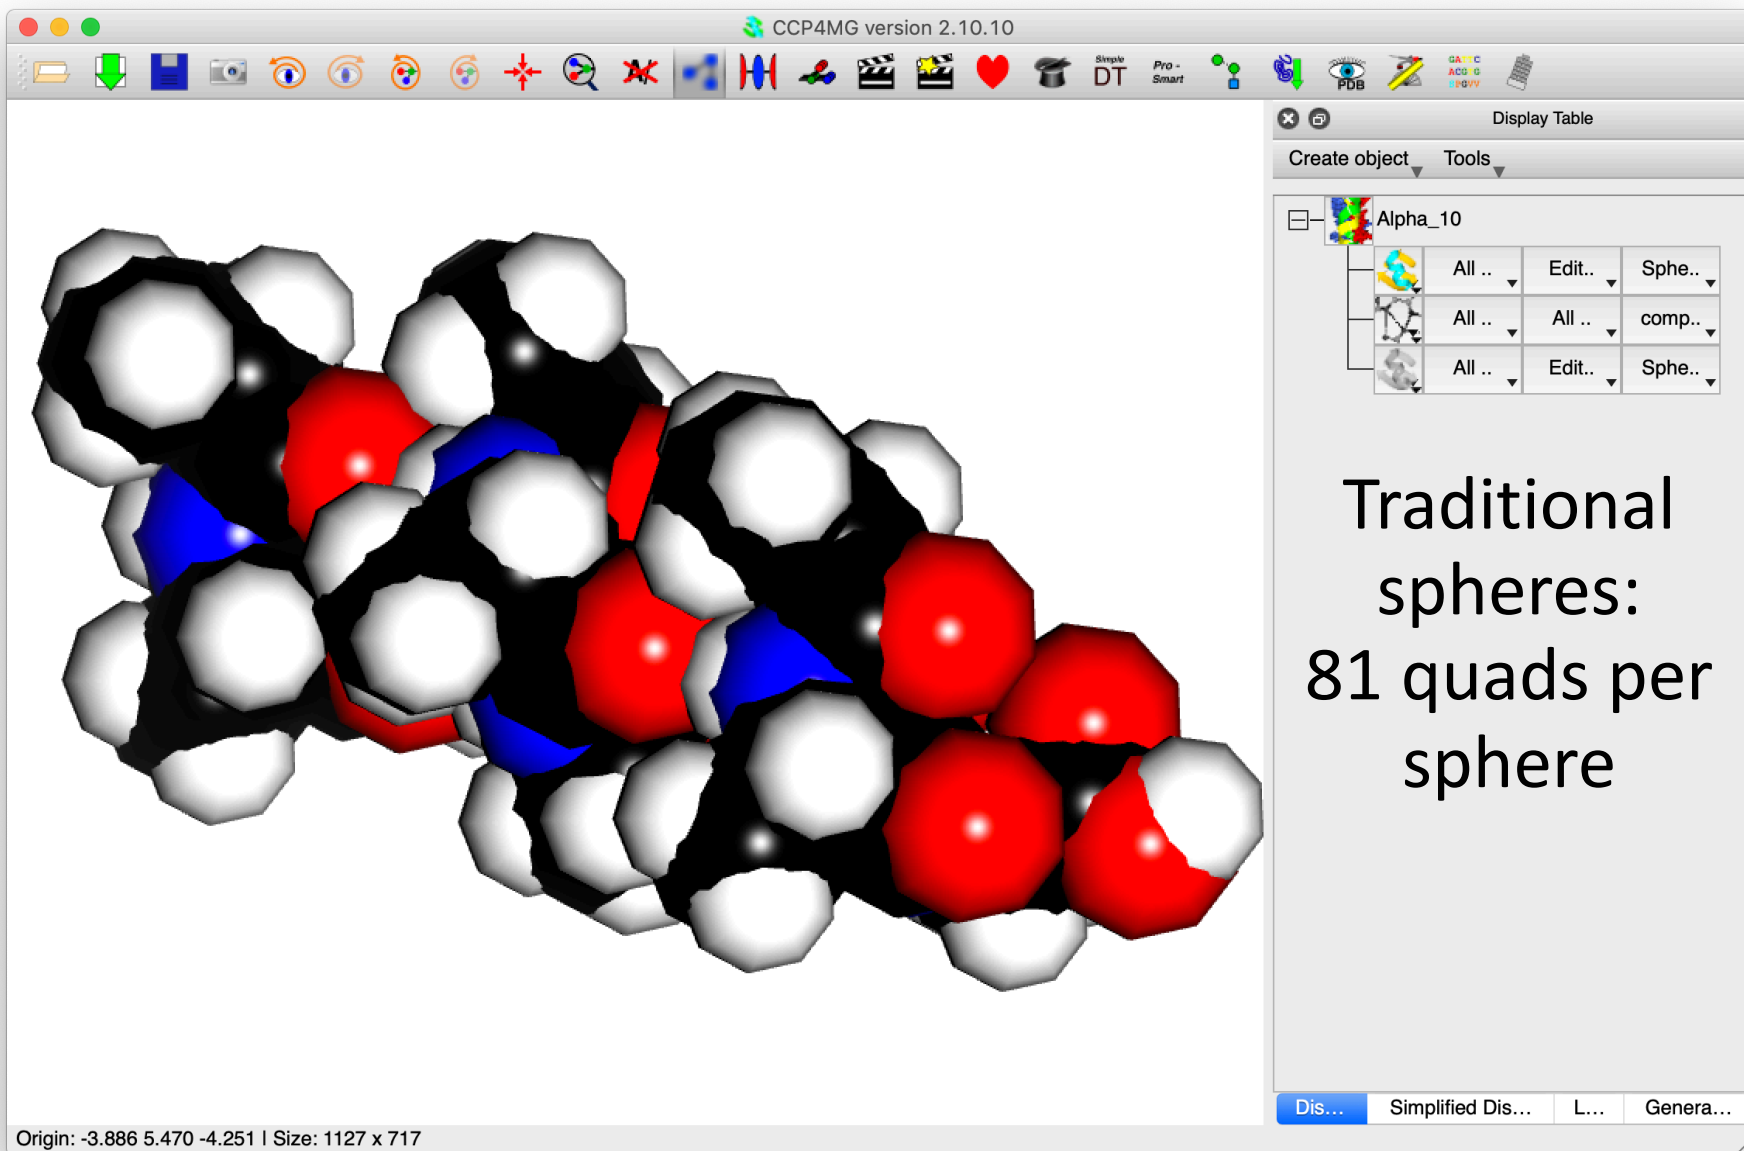 CCP4MG version 2.10.10
Simple
DT
Pro -
Smart
PDB
Display Table
Create object Tools
Alpha_10
All .. Edit.. Sphe..
All .. All .. comp..
All .. Edit.. Sphe..
Traditional
spheres:
81 quads per
sphere
Dis... Simplified Dis... L... Genera...
Origin: -3.886 5.470 -4.251 | Size: 1127 x 717